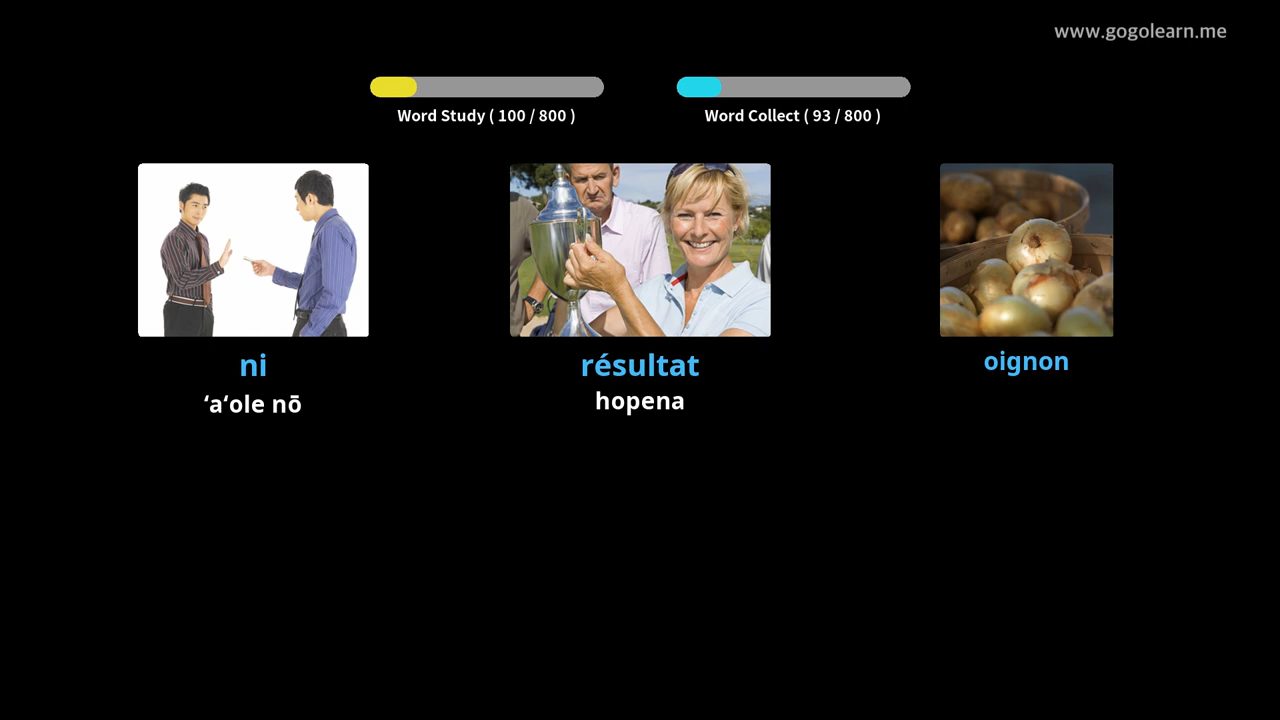 www.gogolearn.me
Word Study ( 100 / 800 )
Word Collect ( 93 / 800 )
ni
ʻaʻole nō
résultat
hopena
oignon